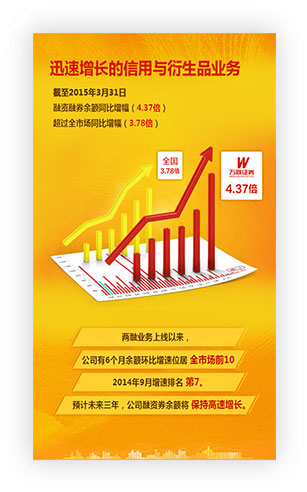 迅速增长的信用与衍生品业务
截至2015年3月31日
融资融券余额同比增幅（4.37倍）
超过全市场同比增幅（3.78倍）
全国
3.78倍
万联证券
4.37倍
两融业务上线以来，
公司有6个月余额环比增速位居 全市场前10
2014年9月增速排名 第7。
预计未来三年，公司融资券余额将 保持高速增长。